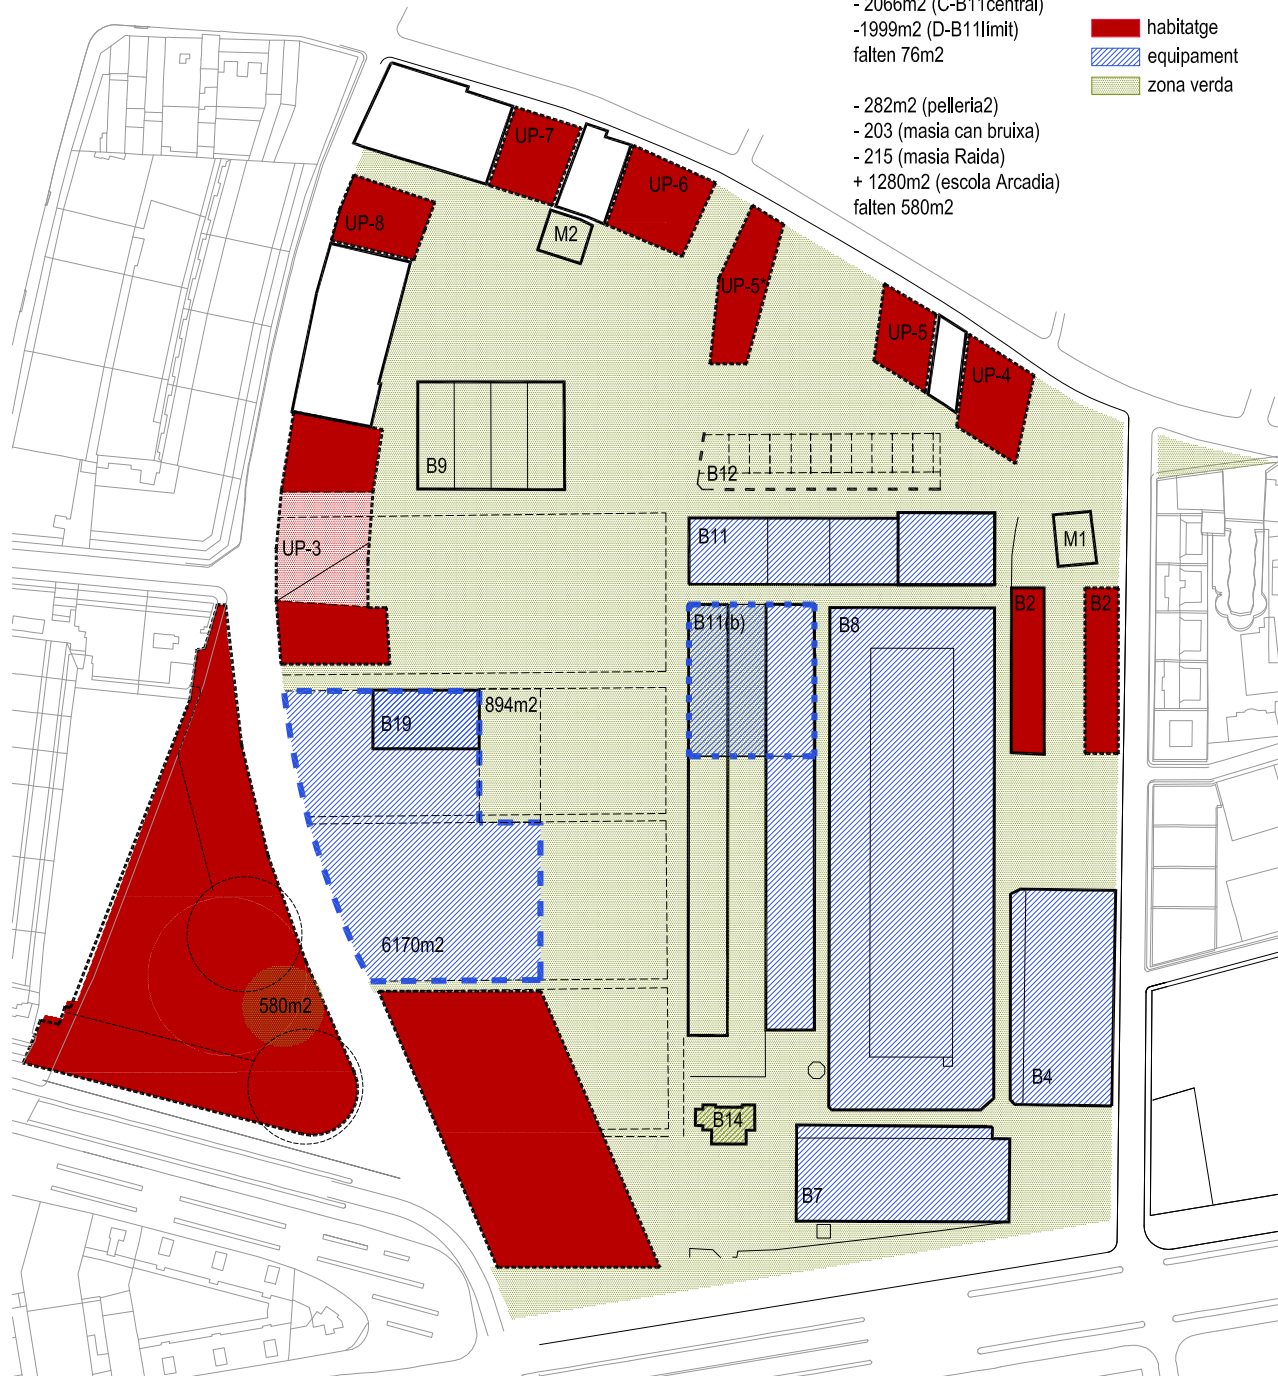 - 2066m2 (C-B11central)
-1999m2 (D-B11límit)
falten 76m2
- 282m2 (pelleria2)
- 203 (masia can bruixa)
- 215 (masia Raida)
+ 1280m2 (escola Arcadia)
falten 580m2
habitatge
equipament
zona verda
UP-7
UP-6
UP-8
M2
UP-5*
UP-5
UP-4
B9
B12
B11
M1
UP-3
B2
B2
B11(b)
B8
894m2
B19
6170m2
580m2
B4
B14
B7